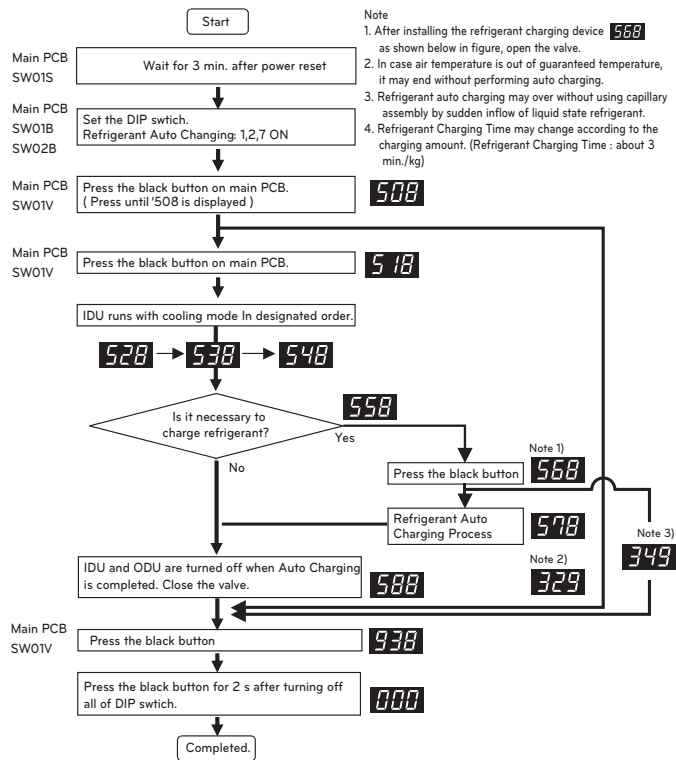 Start
Note
1. After installing the refrigerant charging device 568
as shown below in figure, open the valve.
2. In case air temperature is out of guaranteed temperature,
it may end without performing auto charging.
3. Refrigerant auto charging may over without using capillary
assembly by sudden inflow of liquid state refrigerant.
4. Refrigerant Charging Time may change according to the
charging amount. (Refrigerant Charging Time : about 3
min./kg)
Main PCB
SW01S
Wait for 3 min. after power reset
Main PCB
SW01B
SW02B
Set the DIP swtich.
Refrigerant Auto Changing: 1,2,7 ON
Main PCB
SW01V
Press the black button on main PCB.
( Press until '508 is displayed )
508
Main PCB
SW01V
Press the black button on main PCB.
518
IDU runs with cooling mode In designated order.
528
538
548
Is it necessary to
charge refrigerant?
558
Yes
No
Press the black button
Note 1)
568
Refrigerant Auto
Charging Process
578
Note 3)
349
IDU and ODU are turned off when Auto Charging
is completed. Close the valve.
588
Note 2)
329
Main PCB
SW01V
Press the black button
938
Press the black button for 2 s after turning off
all of DIP swtich.
000
Completed.